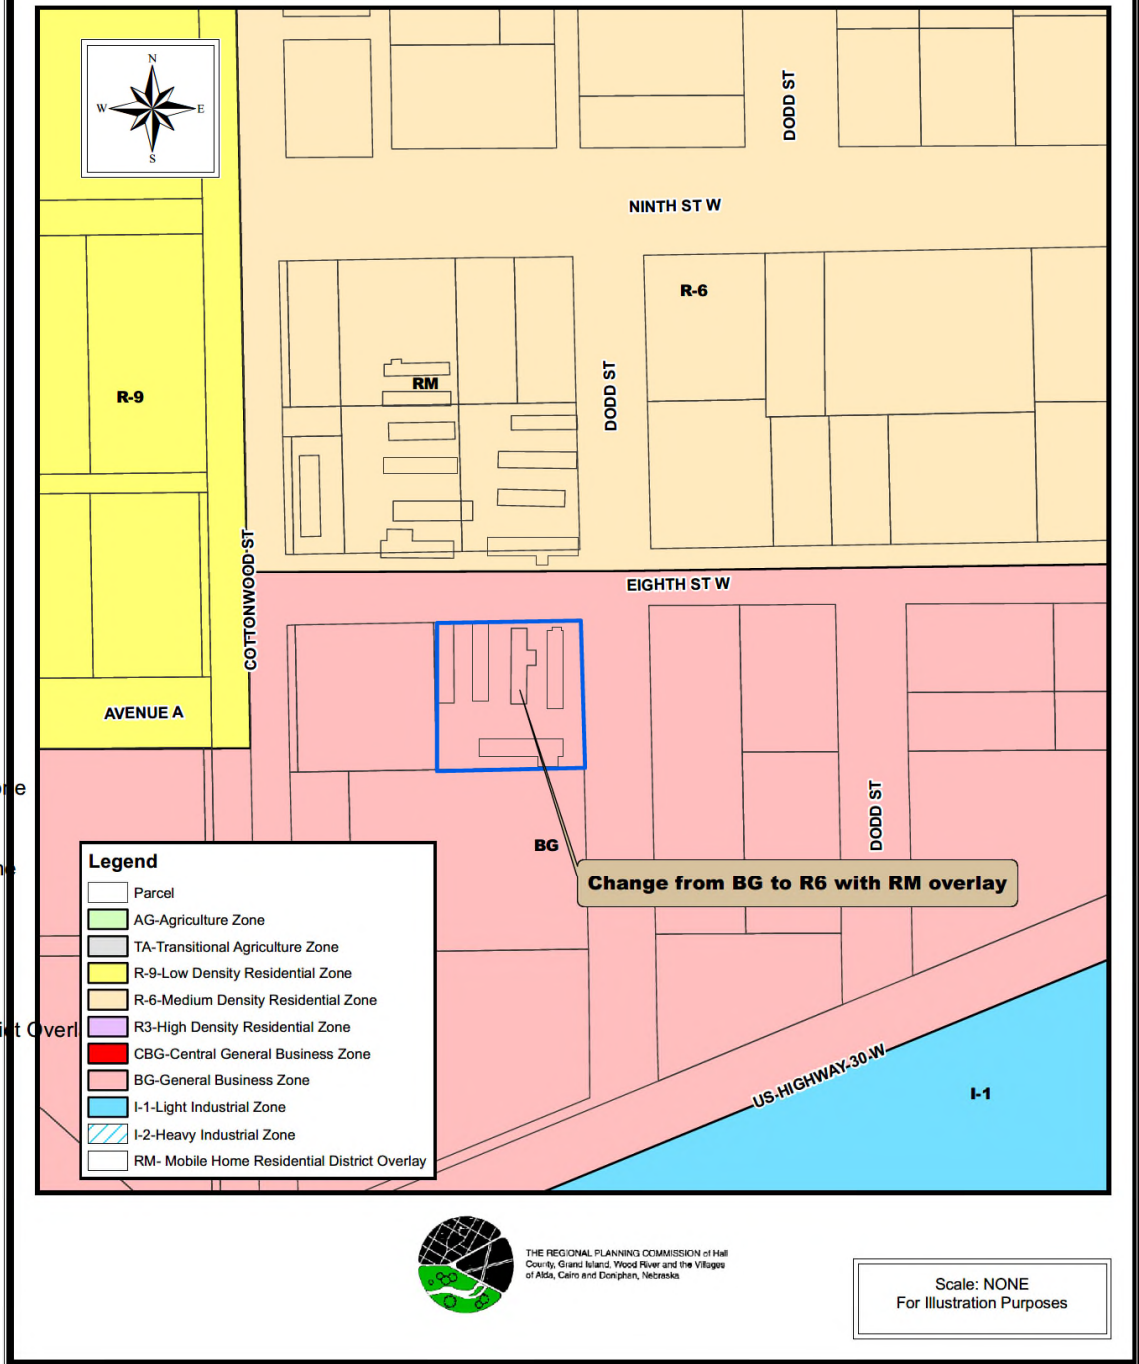 N
W E
S
DODD ST
NINTH ST W
R-6
R-9
RM
DODD ST
COTTONWOOD ST
EIGHTH ST W
AVENUE A
DODD ST
BG
Change from BG to R6 with RM overlay
Legend
Parcel
AG-Agriculture Zone
TA-Transitional Agriculture Zone
R-9-Low Density Residential Zone
R-6-Medium Density Residential Zone
R3-High Density Residential Zone
CBG-Central General Business Zone
BG-General Business Zone
I-1-Light Industrial Zone
I-2-Heavy Industrial Zone
RM- Mobile Home Residential District Overlay
US-HIGHWAY-30-W
I-1
THE REGIONAL PLANNING COMMISSION of Hall
County, Grand Island, Wood River and the Villages
of Alda, Cairo and Doniphan, Nebraska
Scale: NONE
For Illustration Purposes